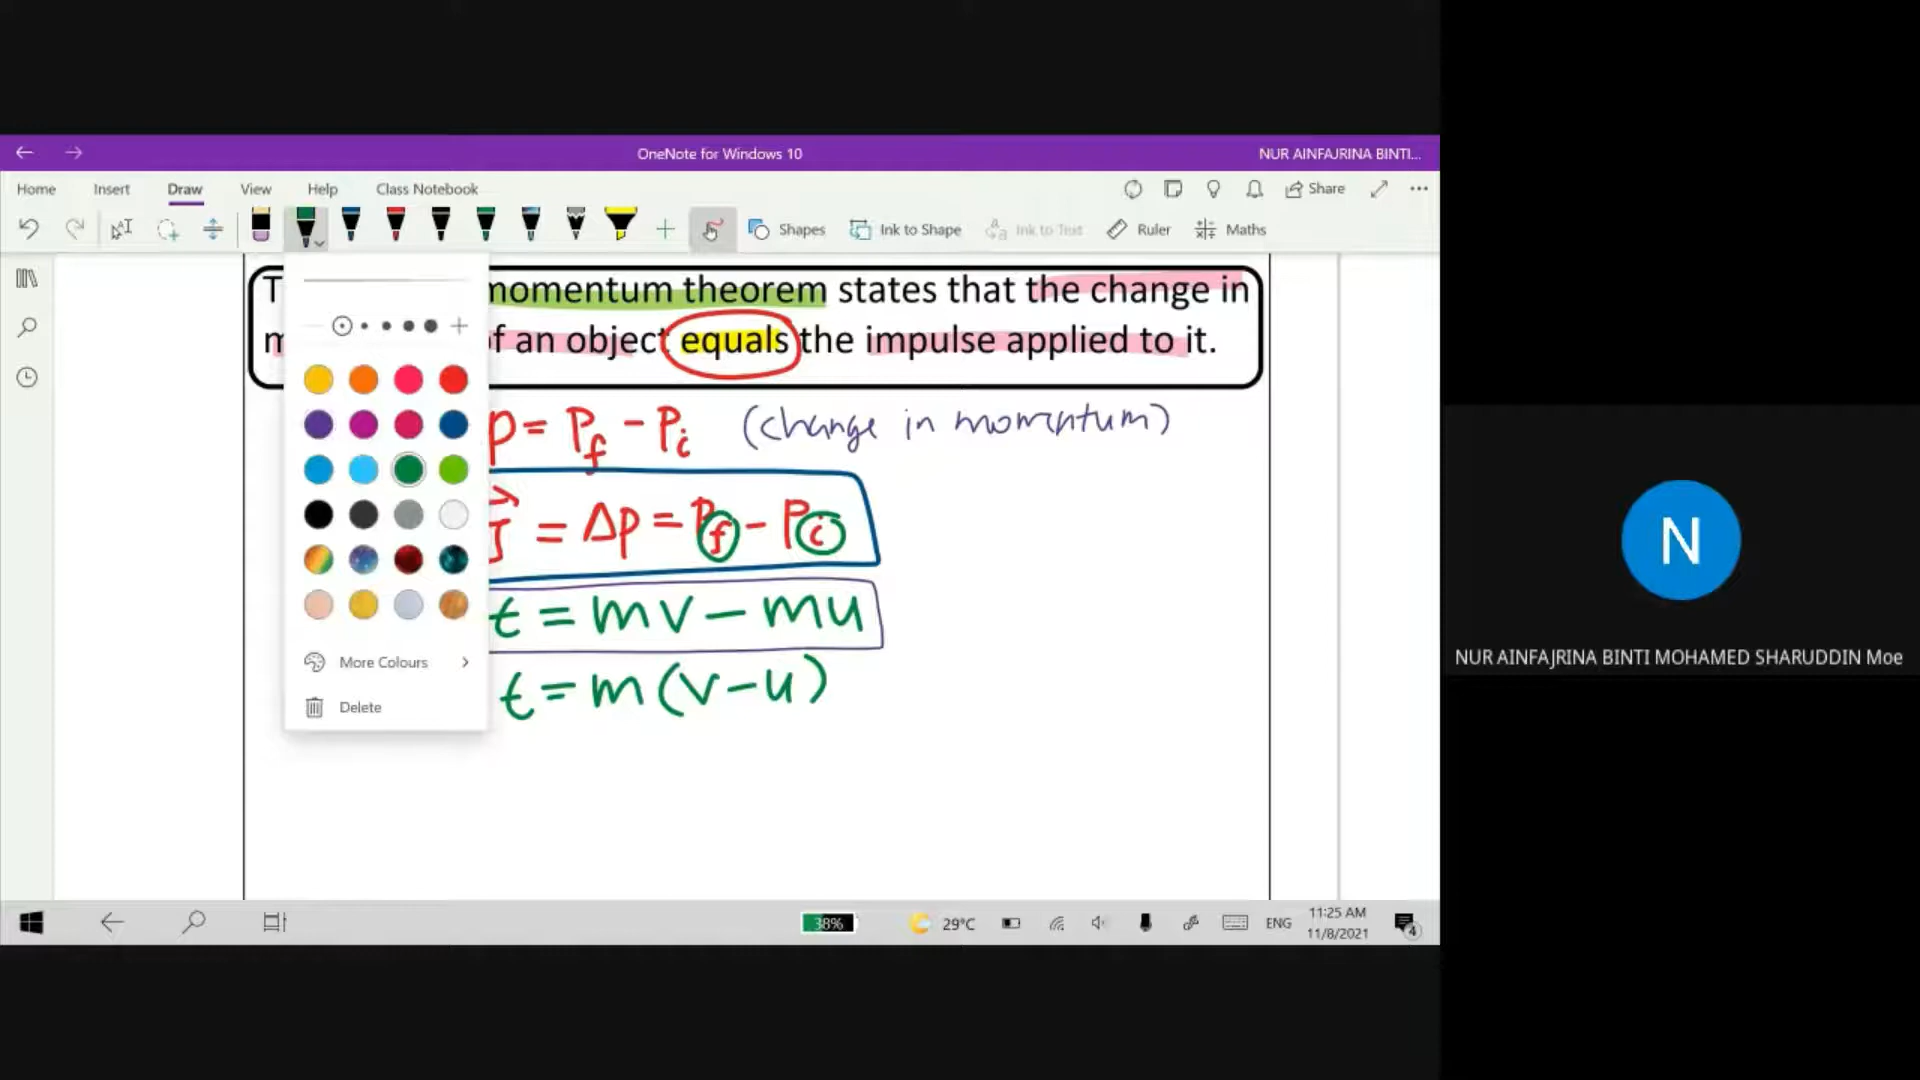 OneNote for Windows 10
NUR AINFAJRINA BINTI...
Home Insert Draw View Help Class Notebook
Share
Shapes Ink to Shape Ink to Text Ruler Maths
T momentum theorem states that the change in
m of an object equals the impulse applied to it.
p = Pf - Pi (change in momentum)
J = Δp = Pf - Pi
t = mv - mu
t = m(v-u)
More Colours
Delete
N
NUR AINFAJRINA BINTI MOHAMED SHARUDDIN Moe
38% 29°C ENG 11:25 AM
11/8/2021
4